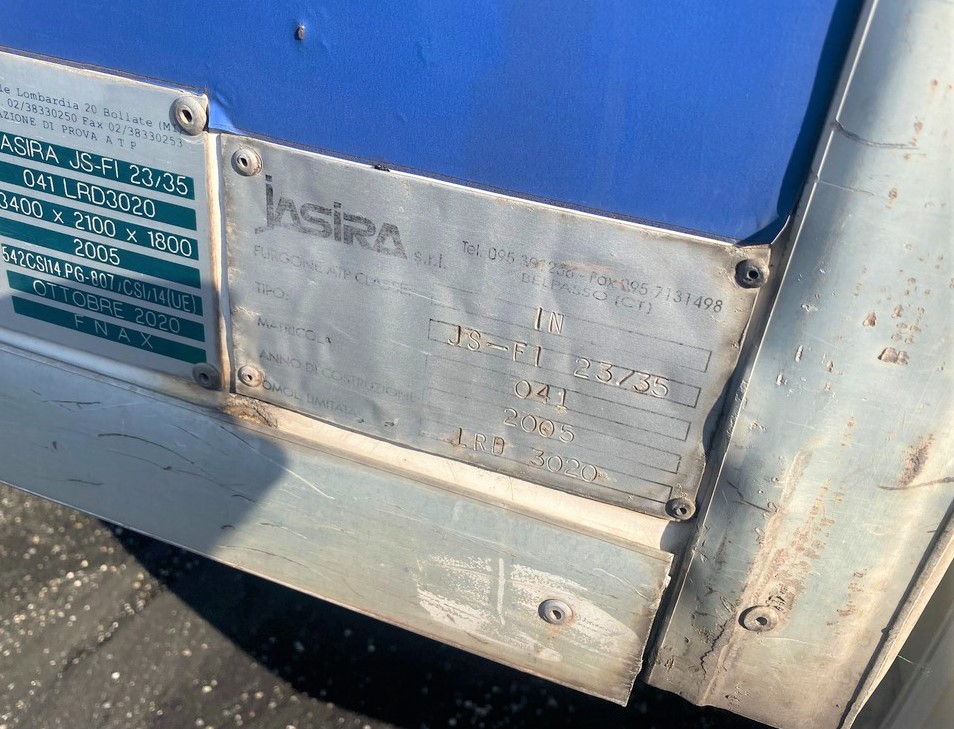 le Lombardia 20 Bollate (MI)
02/38330250 Fax 02/38330253
AZIONE DI PROVA A T P
ASIRA JS-FI 23/35
041 LRD3020
3400 x 2100 x 1800
2005
542CSI14.PG-807/CSI/14(UE)
OTTOBRE 2020
F N A X
JASIRA s.r.l.
Tel. 095 - Fax 095 7131498
BELPASSO (CT)
FURGONE ATP CLASSE: IN
TIPO: JS-FI 23/35
MATRICOLA 041
ANNO DI COSTRUZIONE 2005
OMOL. LIMITATA LRD 3020